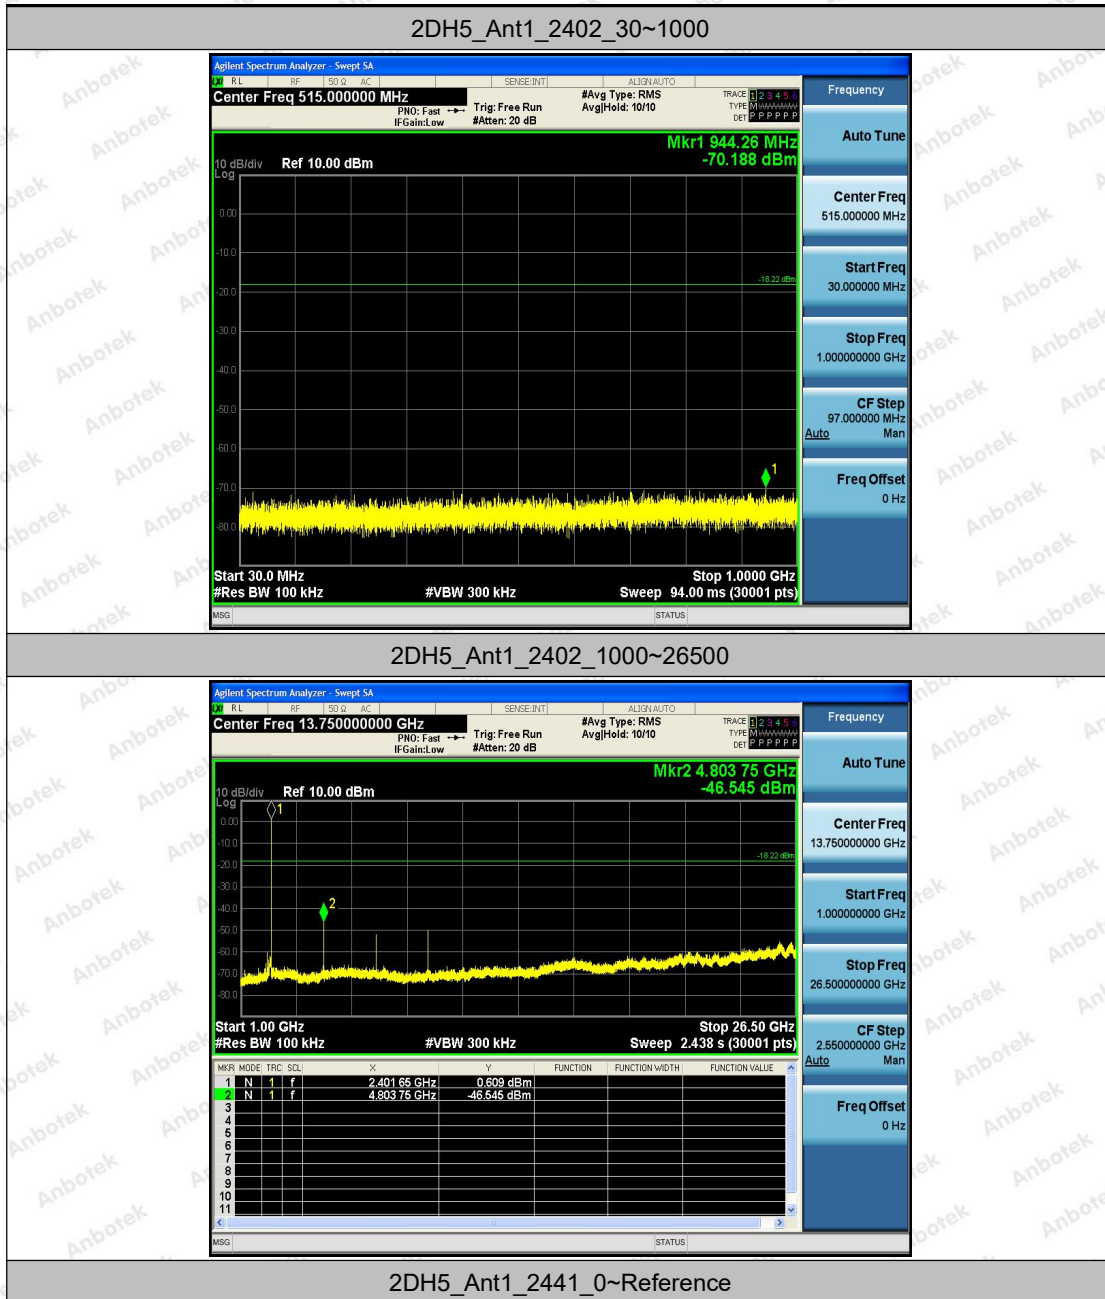 2DH5_Ant1_2402_30~1000
Agilent Spectrum Analyzer - Swept SA
RL RF 50 Ω AC SENSE:INT ALIGN AUTO
Center Freq 515.000000 MHz
PNO: Fast
IFGain:Low
Trig: Free Run
#Atten: 20 dB
#Avg Type: RMS
Avg|Hold: 10/10
TRACE 1 2 3 4 5 6
TYPE M
DET P P P P P P
Mkr1 944.26 MHz
-70.188 dBm
10 dB/div Ref 10.00 dBm
Log
0.00
-10.0
-20.0
-30.0
-40.0
-50.0
-60.0
-70.0
-80.0
-18.22 dBm
1
Start 30.0 MHz
Stop 1.0000 GHz
#Res BW 100 kHz
#VBW 300 kHz
Sweep 94.00 ms (30001 pts)
MSG
STATUS
Frequency
Auto Tune
Center Freq
515.000000 MHz
Start Freq
30.000000 MHz
Stop Freq
1.000000000 GHz
CF Step
97.000000 MHz
Auto Man
Freq Offset
0 Hz
2DH5_Ant1_2402_1000~26500
Agilent Spectrum Analyzer - Swept SA
RL RF 50 Ω AC SENSE:INT ALIGN AUTO
Center Freq 13.750000000 GHz
PNO: Fast
IFGain:Low
Trig: Free Run
#Atten: 20 dB
#Avg Type: RMS
Avg|Hold: 10/10
TRACE 1 2 3 4 5 6
TYPE M
DET P P P P P P
Mkr2 4.803 75 GHz
-46.545 dBm
10 dB/div Ref 10.00 dBm
Log
0.00
-10.0
-20.0
-30.0
-40.0
-50.0
-60.0
-70.0
-80.0
-18.22 dBm
1
2
Start 1.00 GHz
Stop 26.50 GHz
#Res BW 100 kHz
#VBW 300 kHz
Sweep 2.438 s (30001 pts)
MKR MODE TRC SCL X Y FUNCTION FUNCTION WIDTH FUNCTION VALUE
1 N 1 f 2.401 65 GHz 0.609 dBm
2 N 1 f 4.803 75 GHz -46.545 dBm
3
4
5
6
7
8
9
10
11
MSG
STATUS
Frequency
Auto Tune
Center Freq
13.750000000 GHz
Start Freq
1.000000000 GHz
Stop Freq
26.500000000 GHz
CF Step
2.550000000 GHz
Auto Man
Freq Offset
0 Hz
2DH5_Ant1_2441_0~Reference